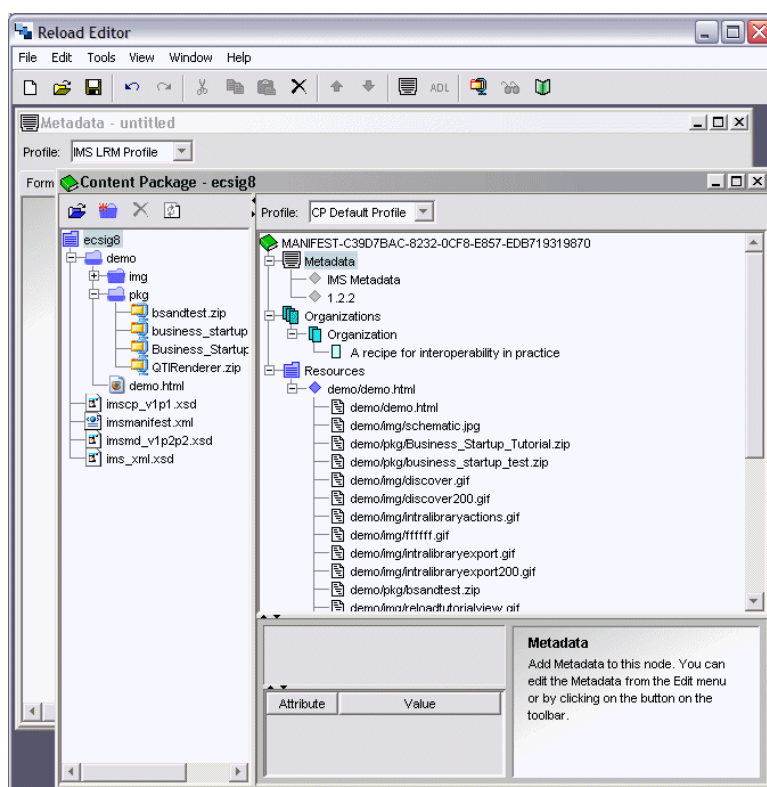 Reload Editor
File Edit Tools View Window Help
ADL
Metadata - untitled
Profile: IMS LRM Profile
Form
Content Package - ecsig8
Profile: CP Default Profile
ecsig8
demo
img
pkg
bsandtest.zip
business_startup
Business_Startup
QTIRenderer.zip
demo.html
imscp_v1p1.xsd
imsmanifest.xml
imsmd_v1p2p2.xsd
ims_xml.xsd
MANIFEST-C39D7BAC-8232-0CF8-E857-EDB719319870
Metadata
IMS Metadata
1.2.2
Organizations
Organization
A recipe for interoperability in practice
Resources
demo/demo.html
demo/demo.html
demo/img/schematic.jpg
demo/pkg/Business_Startup_Tutorial.zip
demo/pkg/business_startup_test.zip
demo/img/discover.gif
demo/img/discover200.gif
demo/img/intralibraryactions.gif
demo/img/ffffff.gif
demo/img/intralibraryexport.gif
demo/img/intralibraryexport200.gif
demo/pkg/bsandtest.zip
demo/img/reloadtutorialview.gif
Attribute Value
Metadata
Add Metadata to this node. You can
edit the Metadata from the Edit menu
or by clicking on the button on the
toolbar.